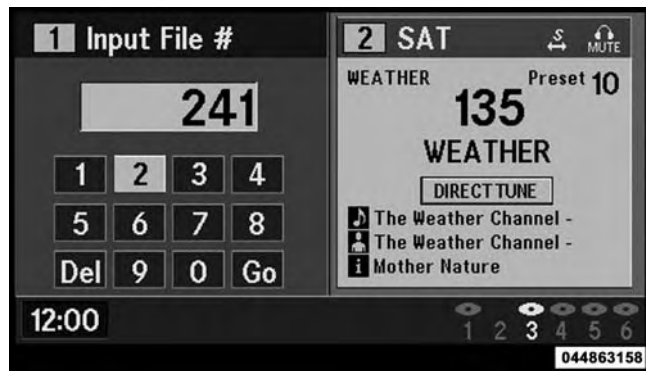 1 Input File #
241
1 2 3 4
5 6 7 8
Del 9 0 Go
2 SAT S MUTE
WEATHER Preset 10
135
WEATHER
DIRECT TUNE
The Weather Channel -
The Weather Channel -
i Mother Nature
12:00
1 2 3 4 5 6
044863158